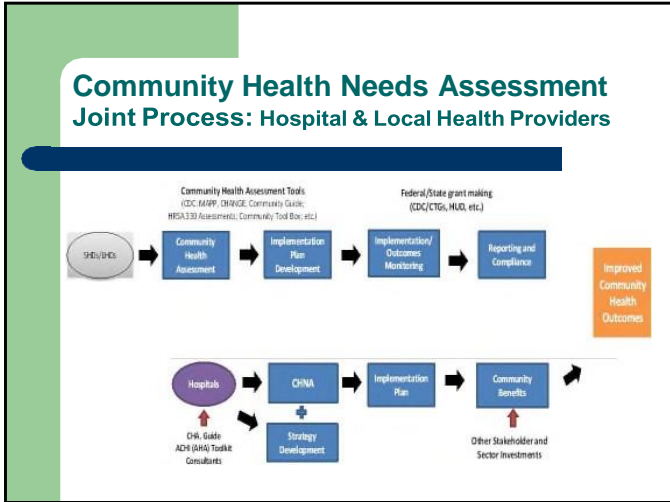 Community Health Needs Assessment
Joint Process: Hospital & Local Health Providers
Community Health Assessment Tools
(CDC: MAPP, CHANGE, Community Guide;
HRSA 330 Assessments; Community Tool Box; etc.)
Federal/State grant making
(CDC/CTGs, HUD, etc.)
SHDs/LHDs
Community
Health
Assessment
Implementation
Plan
Development
Implementation/
Outcomes
Monitoring
Reporting and
Compliance
Improved
Community
Health
Outcomes
Hospitals
CHNA
Implementation
Plan
Community
Benefits
Strategy
Development
CHA, Guide
ACHI (AHA) Toolkit
Consultants
Other Stakeholder and
Sector Investments